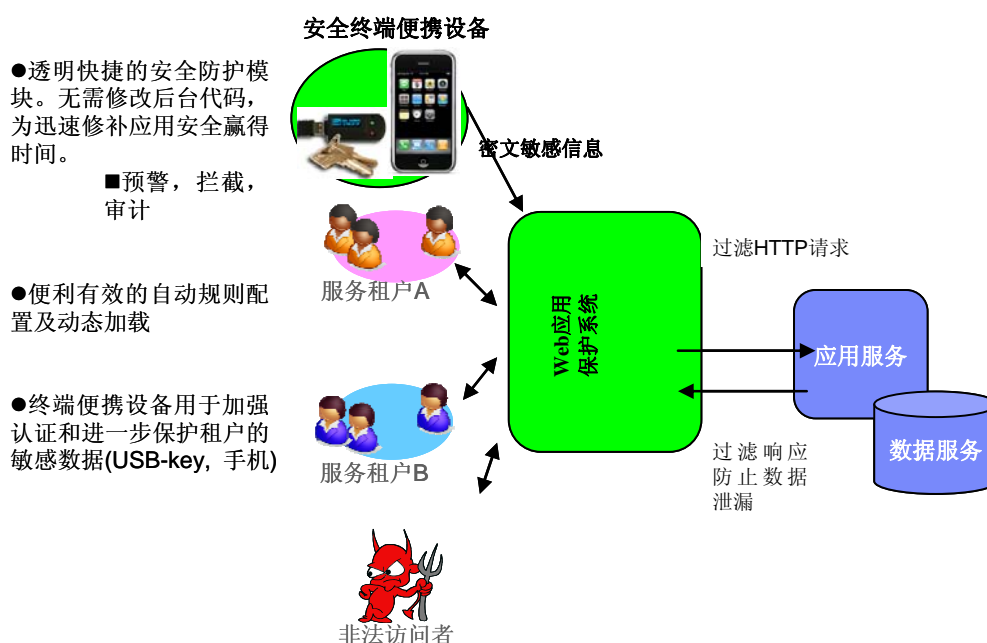 安全终端便携设备
●透明快捷的安全防护模
块。无需修改后台代码，
为迅速修补应用安全赢得
时间。
■预警，拦截，
审计
●便利有效的自动规则配
置及动态加载
●终端便携设备用于加强
认证和进一步保护租户的
敏感数据(USB-key, 手机)
密文敏感信息
服务租户A
服务租户B
非法访问者
Web应用
保护系统
过滤HTTP请求
应用服务
数据服务
过滤响应
防止数据
泄漏